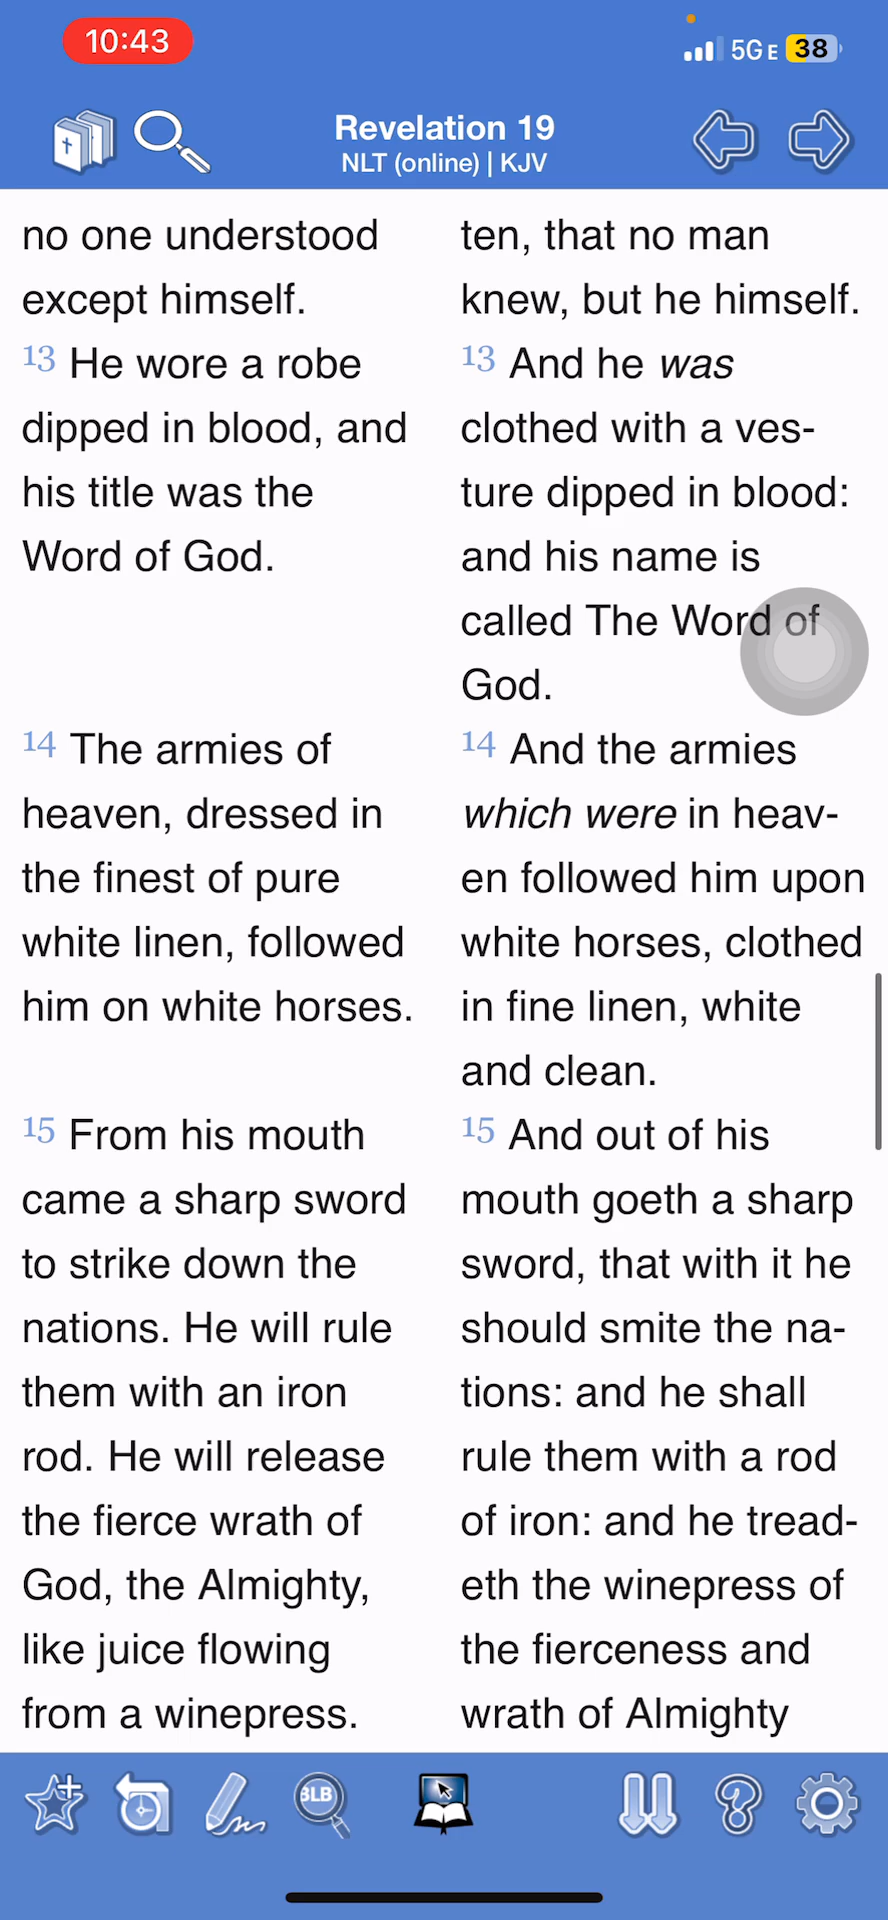 10:43
5GE 38
Revelation 19
NLT (online) | KJV
no one understood
except himself.
13 He wore a robe
dipped in blood, and
his title was the
Word of God.
14 The armies of
heaven, dressed in
the finest of pure
white linen, followed
him on white horses.
15 From his mouth
came a sharp sword
to strike down the
nations. He will rule
them with an iron
rod. He will release
the fierce wrath of
God, the Almighty,
like juice flowing
from a winepress.
ten, that no man
knew, but he himself.
13 And he was
clothed with a ves-
ture dipped in blood:
and his name is
called The Word of
God.
14 And the armies
which were in heav-
en followed him upon
white horses, clothed
in fine linen, white
and clean.
15 And out of his
mouth goeth a sharp
sword, that with it he
should smite the na-
tions: and he shall
rule them with a rod
of iron: and he tread-
eth the winepress of
the fierceness and
wrath of Almighty
BLB